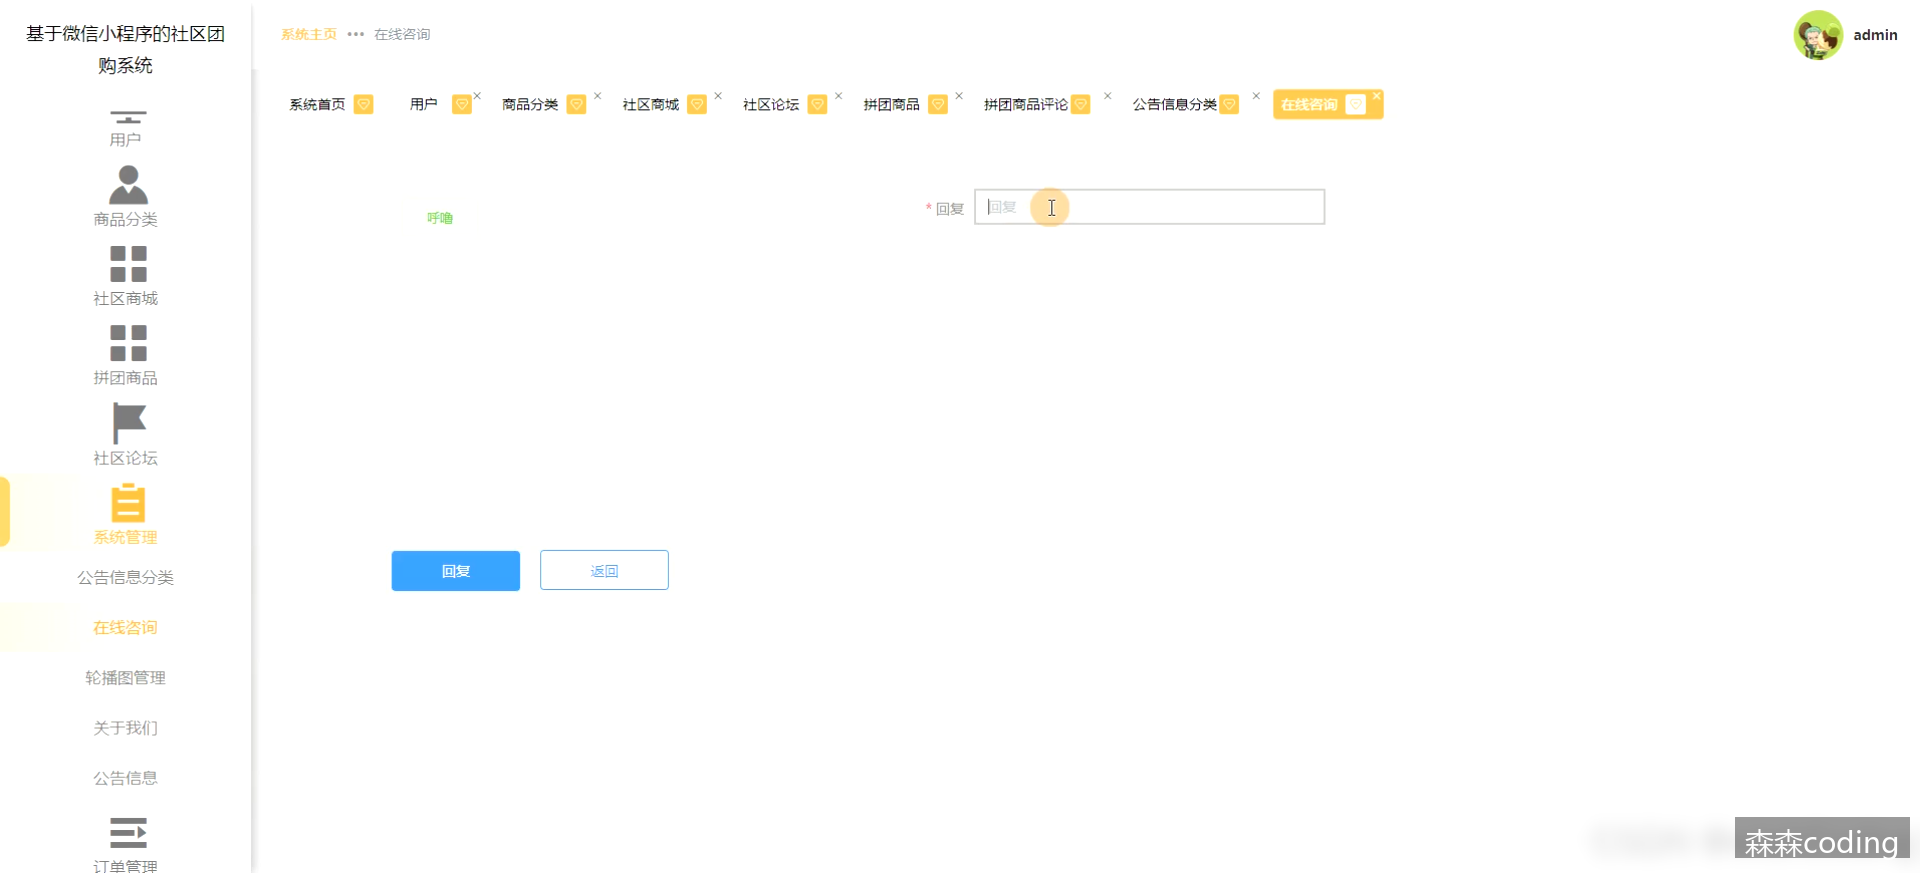 基于微信小程序的社区团
购系统
系统主页 ••• 在线咨询
admin
系统首页 用户 × 商品分类 × 社区商城 × 社区论坛 × 拼团商品 × 拼团商品评论 × 公告信息分类 × 在线咨询 ×
用户
商品分类
社区商城
拼团商品
社区论坛
系统管理
公告信息分类
在线咨询
轮播图管理
关于我们
公告信息
订单管理
呼噜
* 回复 回复
回复 返回
森森coding